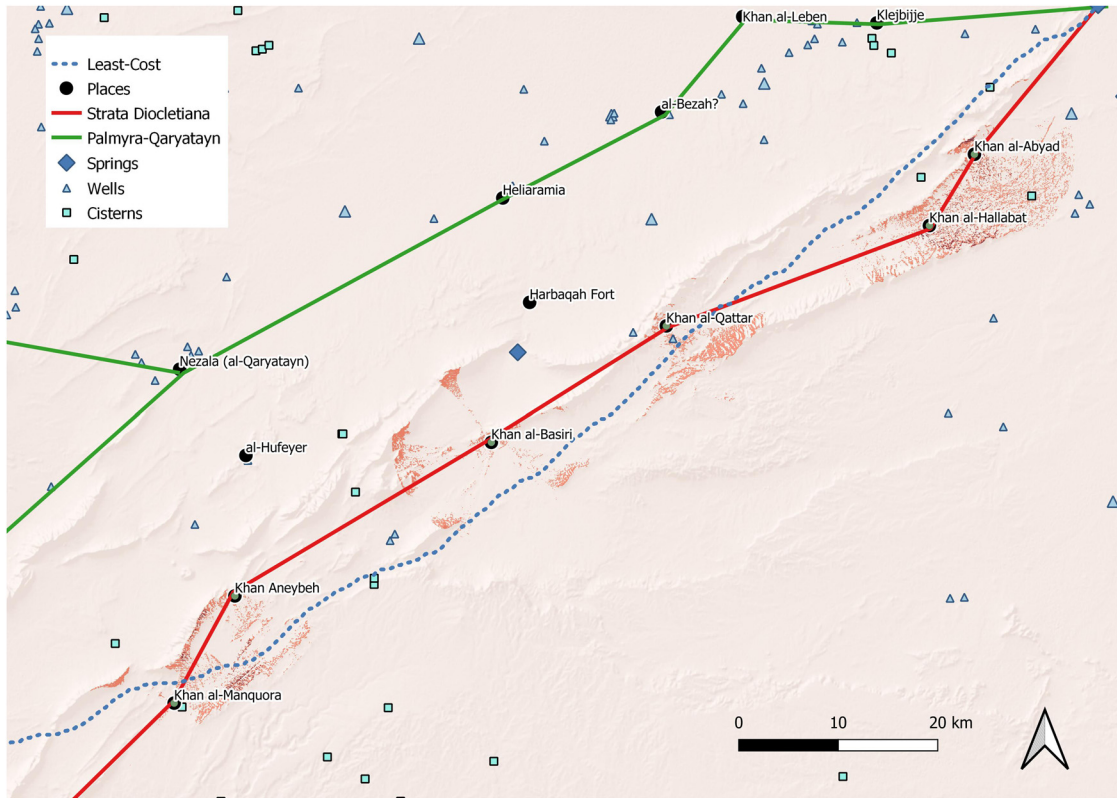 Least-Cost
Places
Strata Diocletiana
Palmyra-Qaryatayn
Springs
Wells
Cisterns
Khan al-Leben
Klejbijje
al-Bezah?
Khan al-Abyad
Heliaramia
Khan al-Hallabat
Harbaqah Fort
Khan al-Qattar
Nezala (al-Qaryatayn)
Khan al-Basiri
al-Hufeyer
Khan Aneybeh
Khan al-Manquora
0 10 20 km